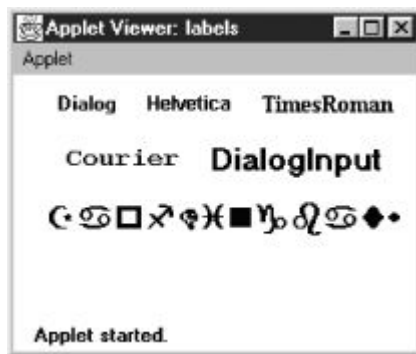 Applet Viewer: labels
Applet
Dialog Helvetica TimesRoman
Courier DialogInput
Applet started.